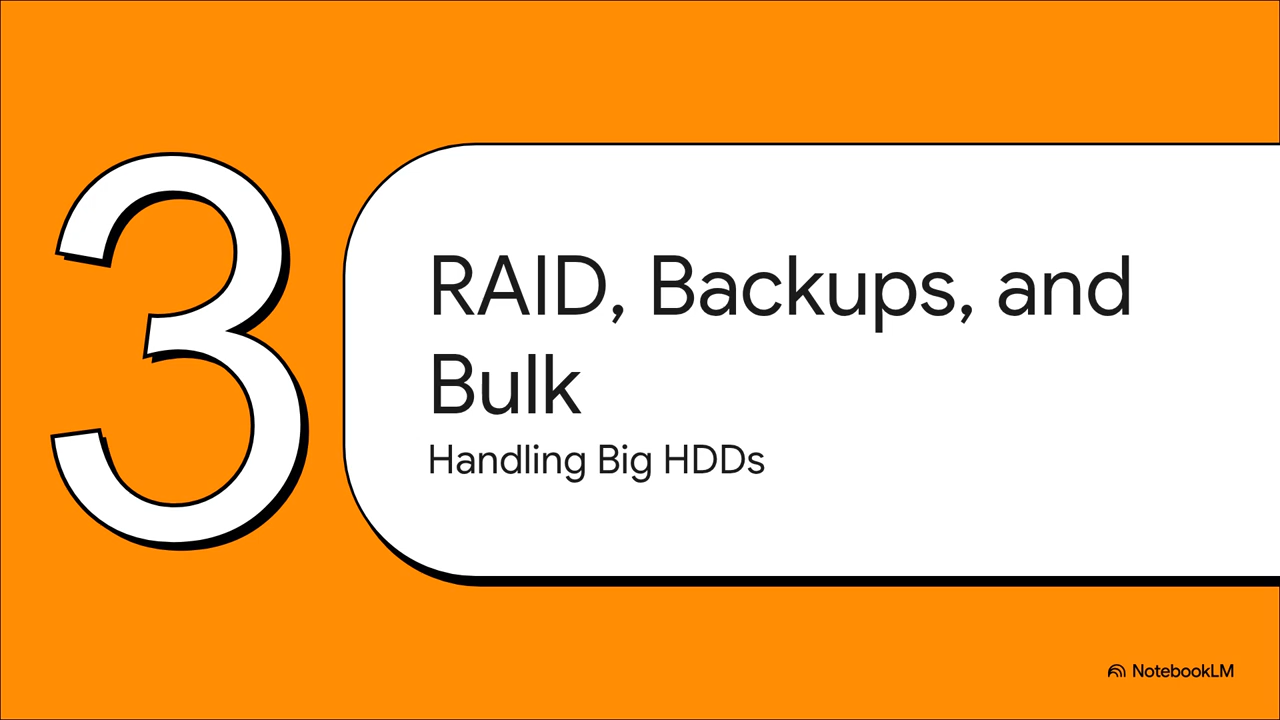 3
RAID, Backups, and
Bulk
Handling Big HDDs
NotebookLM